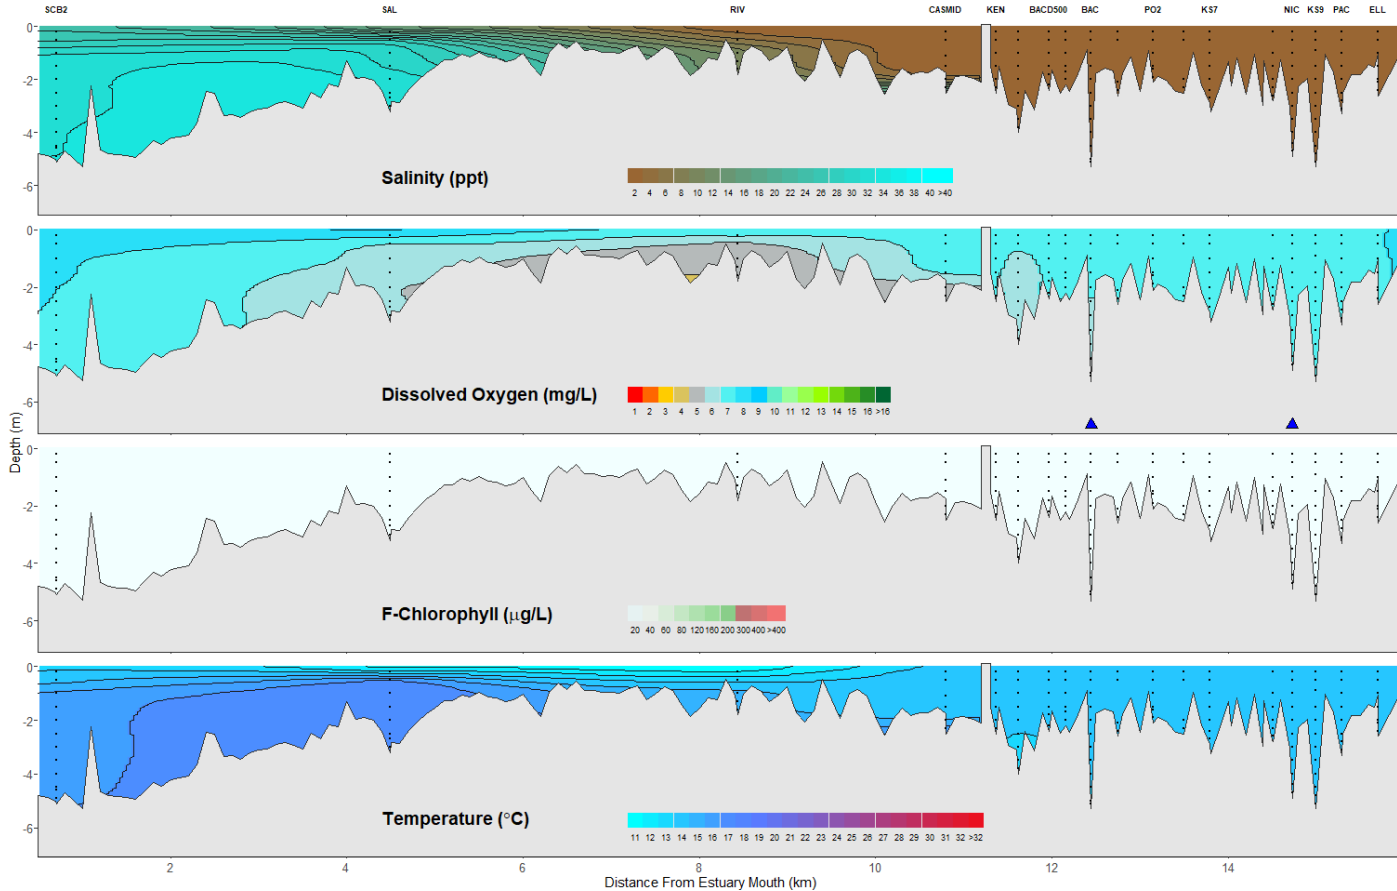 SCB2 SAL RIV CASMID KEN BACD500 BAC PO2 KS7 NIC KS9 PAC ELL
0
-2
-4
-6
Salinity (ppt)
2 4 6 8 10 12 14 16 18 20 22 24 26 28 30 32 34 36 38 40 >40
0
-2
-4
-6
Dissolved Oxygen (mg/L)
1 2 3 4 5 6 7 8 9 10 11 12 13 14 15 16 >16
Depth (m)
0
-2
-4
-6
F-Chlorophyll (μg/L)
20 40 60 80 120 160 200 300 400 >400
0
-2
-4
-6
Temperature (°C)
11 12 13 14 15 16 17 18 19 20 21 22 23 24 25 26 27 28 29 30 31 32 >32
2 4 6 8 10 12 14
Distance From Estuary Mouth (km)